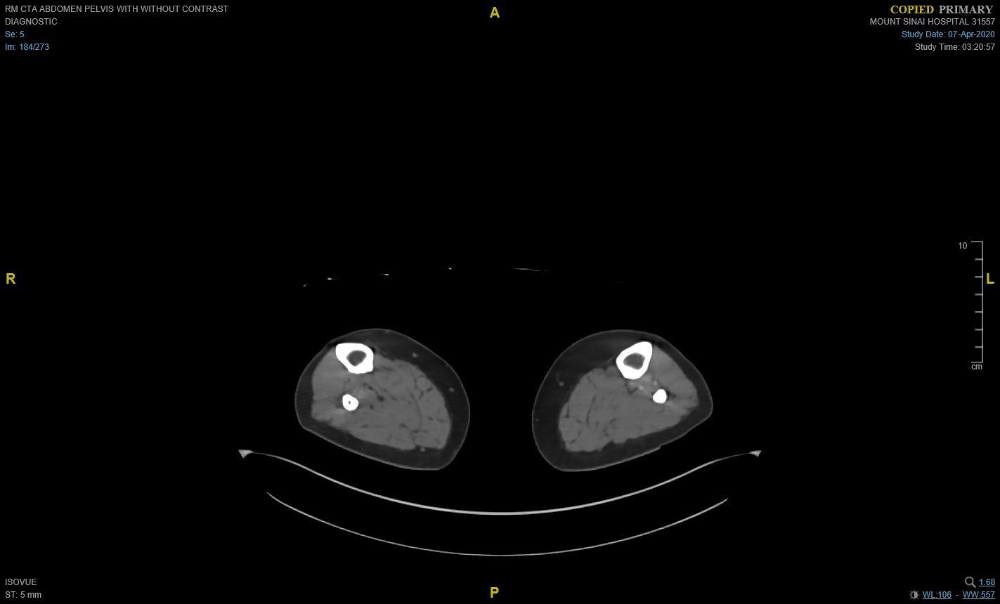 RM CTA ABDOMEN PELVIS WITH WITHOUT CONTRAST
DIAGNOSTIC
Se: 5
Im: 184/273
A
COPIED PRIMARY
MOUNT SINAI HOSPITAL 31557
Study Date: 07-Apr-2020
Study Time: 03:20:57
R
10
L
cm
ISOVUE
ST: 5 mm
P
1.68
WL:106 - WW:557